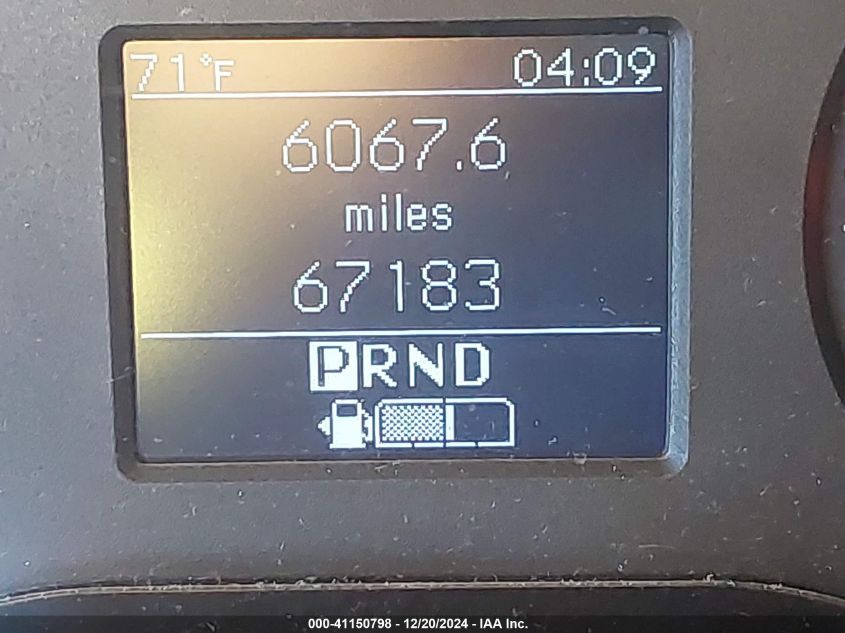 71°F 04:09
6067.6
miles
67183
PRND
000-41150798 - 12/20/2024 - IAA Inc.